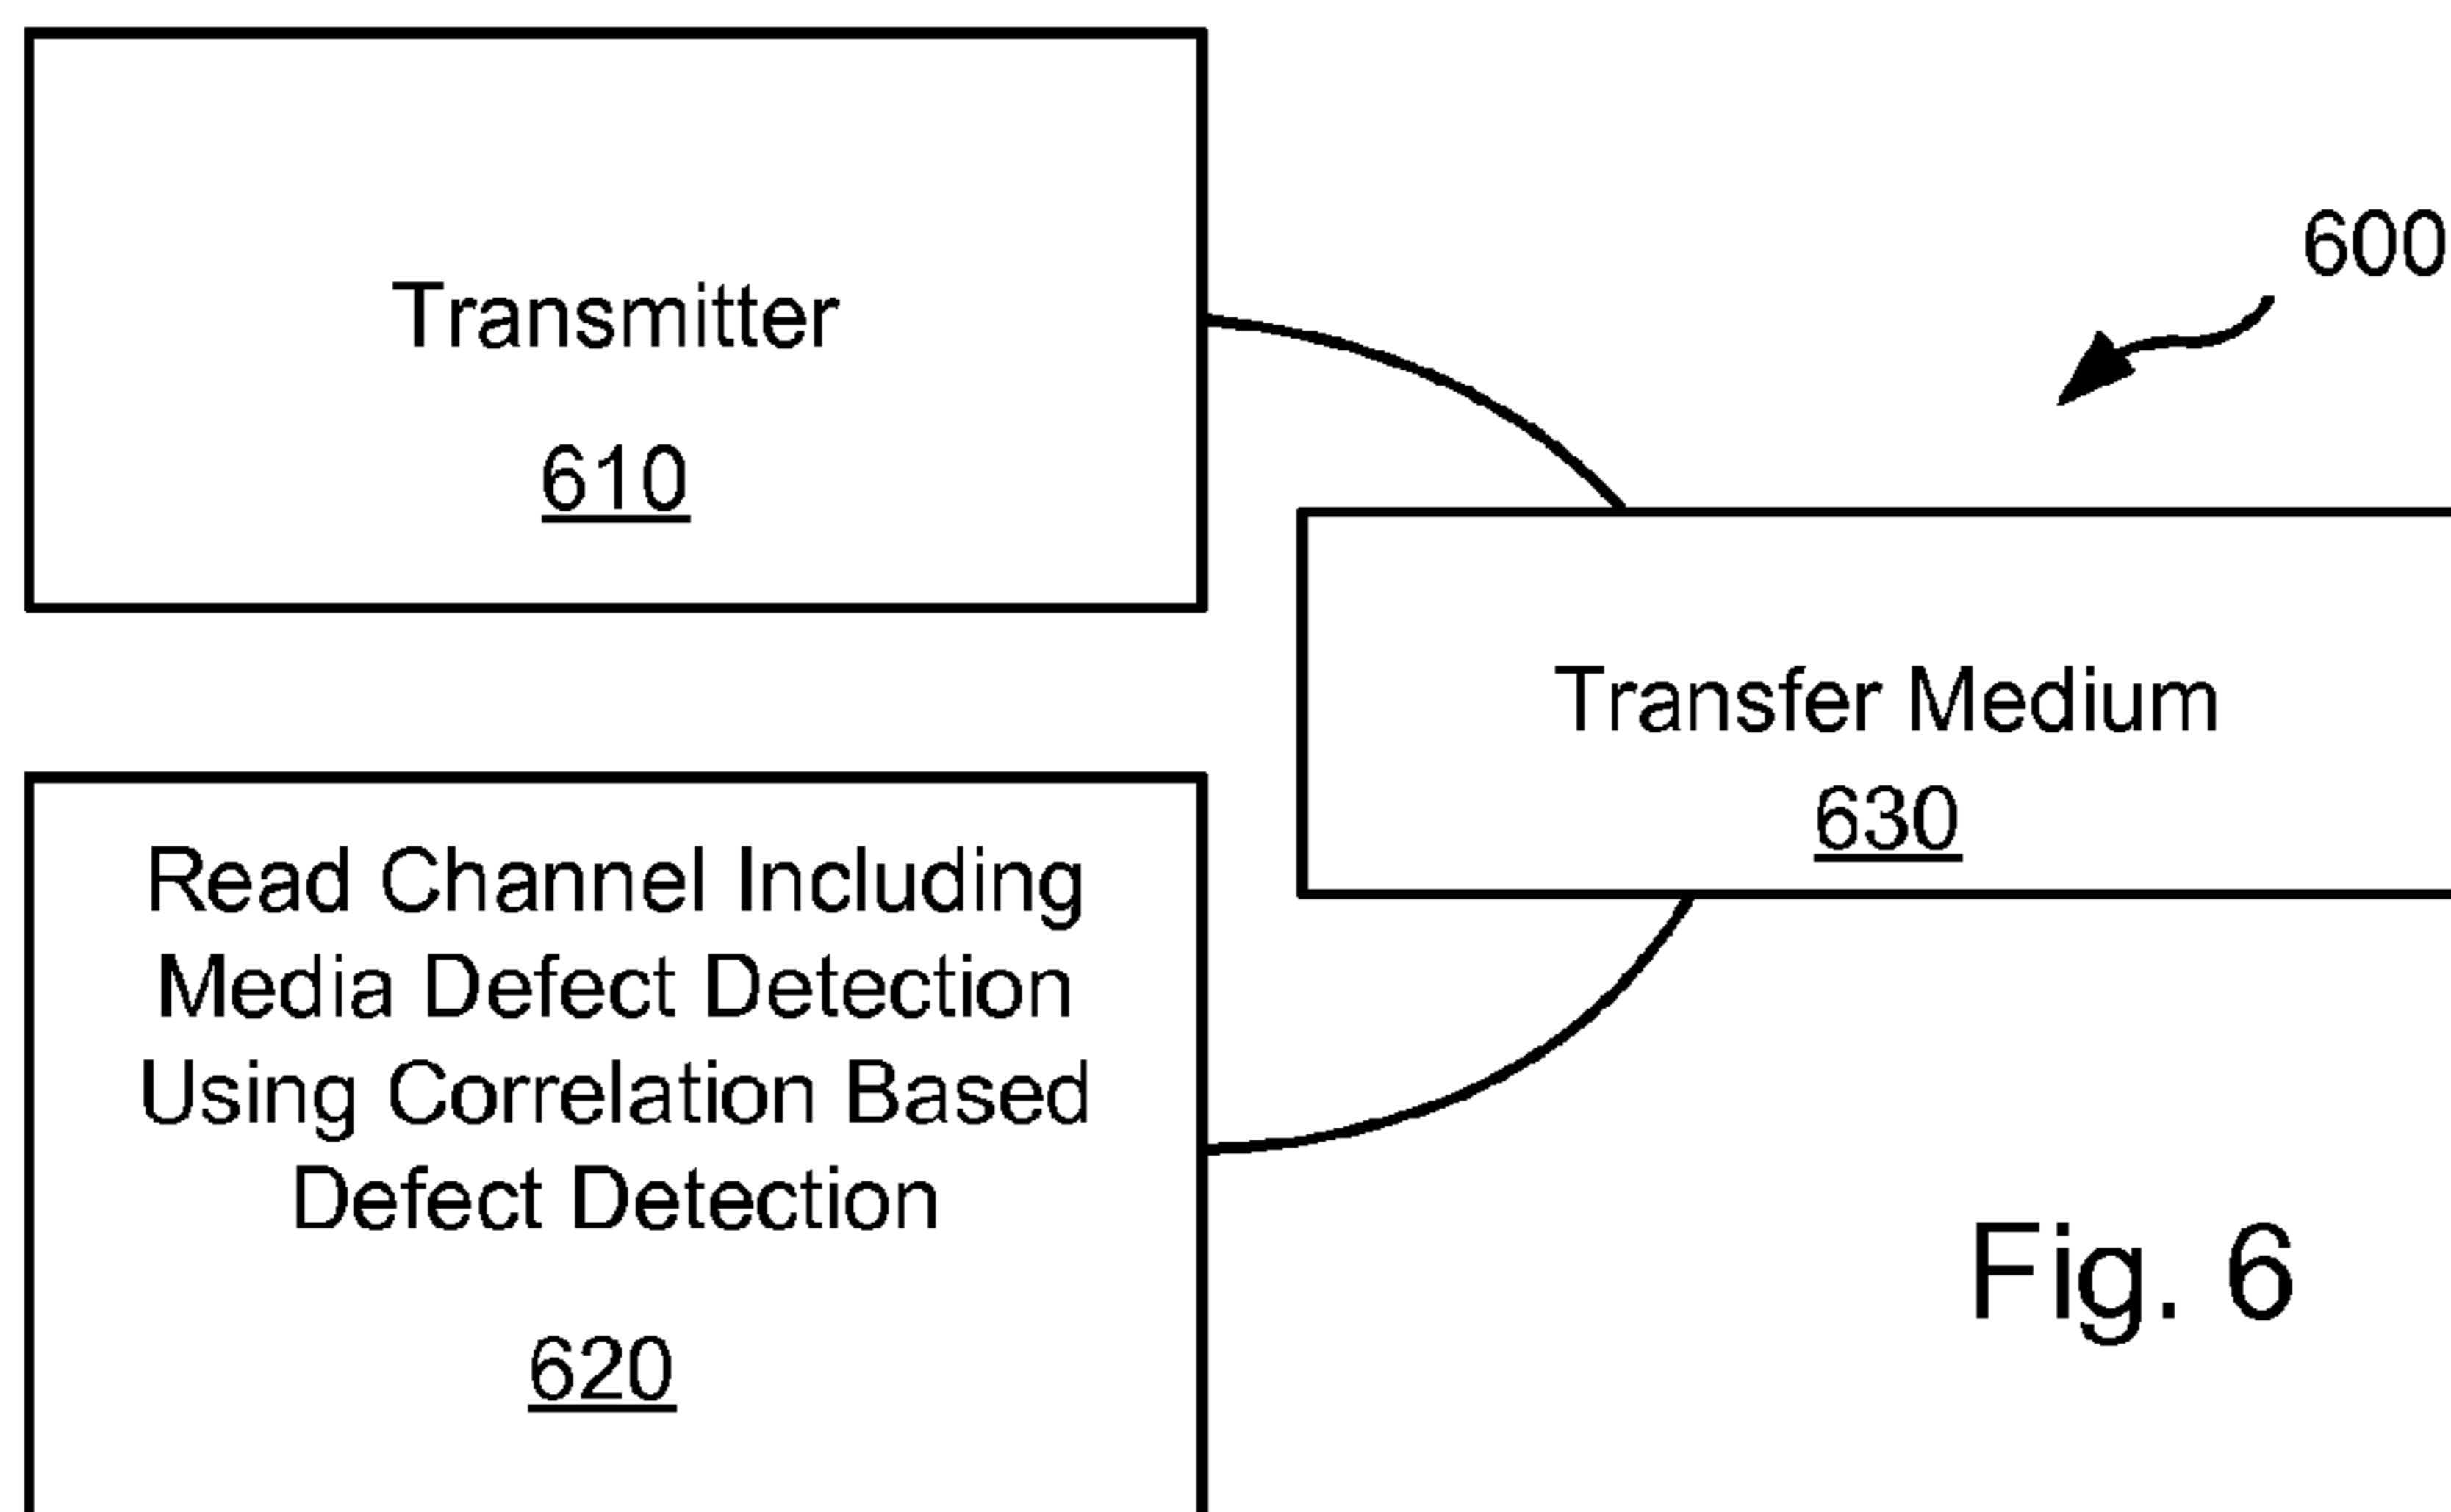 Transmitter
610
600
Transfer Medium
630
Read Channel Including
Media Defect Detection
Using Correlation Based
Defect Detection
620
Fig. 6